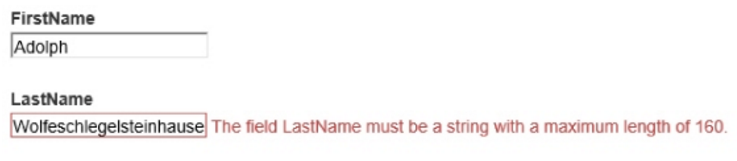 FirstName
Adolph
LastName
Wolfeschlegelsteinhause The field LastName must be a string with a maximum length of 160.